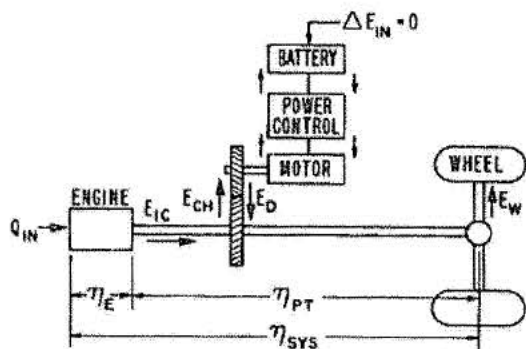 ΔE_IN = 0
BATTERY
POWER
CONTROL
MOTOR
WHEEL
ENGINE
E_IC
E_CH
E_D
E_W
Q_IN
η_E
η_PT
η_SYS